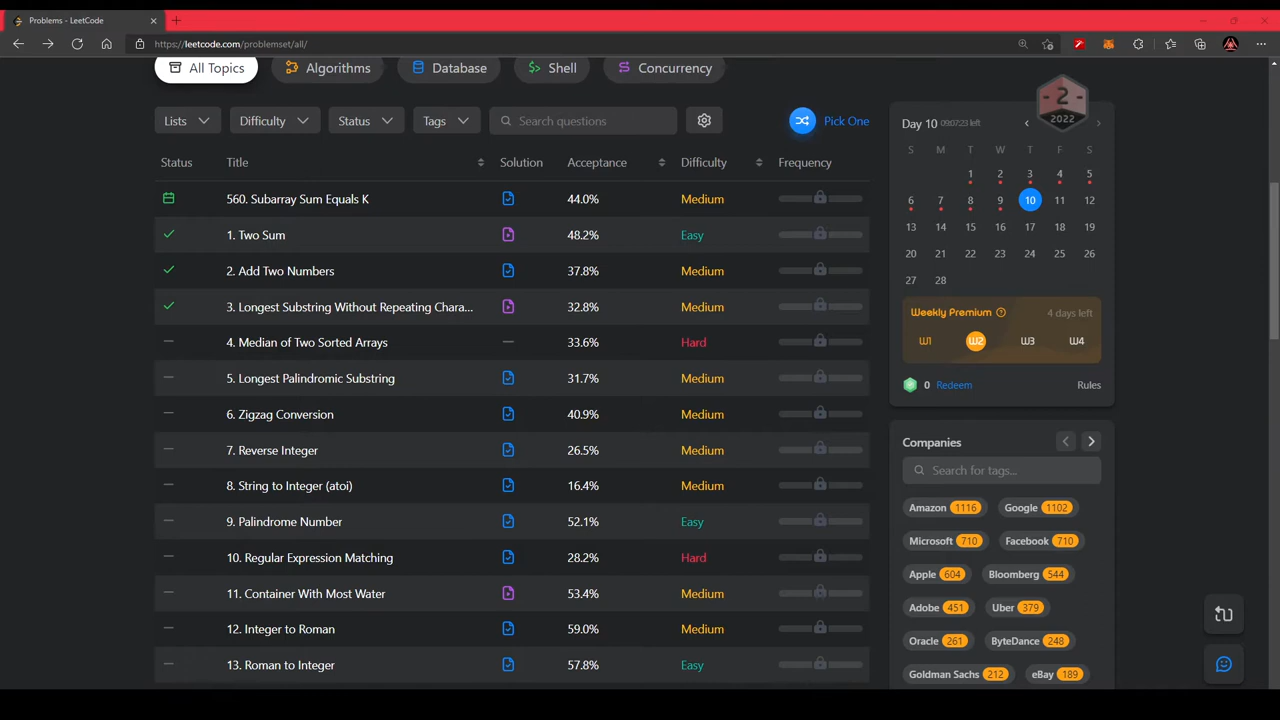 Problems - LeetCode
https://leetcode.com/problemset/all/
All Topics Algorithms Database Shell Concurrency
Lists Difficulty Status Tags Search questions Pick One
Status Title Solution Acceptance Difficulty Frequency
560. Subarray Sum Equals K 44.0% Medium
1. Two Sum 48.2% Easy
2. Add Two Numbers 37.8% Medium
3. Longest Substring Without Repeating Chara... 32.8% Medium
4. Median of Two Sorted Arrays 33.6% Hard
5. Longest Palindromic Substring 31.7% Medium
6. Zigzag Conversion 40.9% Medium
7. Reverse Integer 26.5% Medium
8. String to Integer (atoi) 16.4% Medium
9. Palindrome Number 52.1% Easy
10. Regular Expression Matching 28.2% Hard
11. Container With Most Water 53.4% Medium
12. Integer to Roman 59.0% Medium
13. Roman to Integer 57.8% Easy
2
2022
Day 10 09:07:23 left
S M T W T F S
1 2 3 4 5
6 7 8 9 10 11 12
13 14 15 16 17 18 19
20 21 22 23 24 25 26
27 28
Weekly Premium 4 days left
W1 W2 W3 W4
0 Redeem Rules
Companies
Search for tags...
Amazon 1116 Google 1102
Microsoft 710 Facebook 710
Apple 604 Bloomberg 544
Adobe 451 Uber 379
Oracle 261 ByteDance 248
Goldman Sachs 212 eBay 189